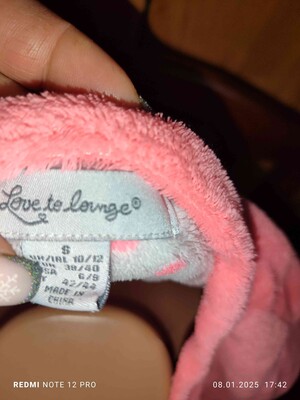 Love to lounge®
S
UK/IRL 10/12
38/40
USA 6/8
42/44
MADE IN
CHINA
REDMI NOTE 12 PRO
08.01.2025 17:42